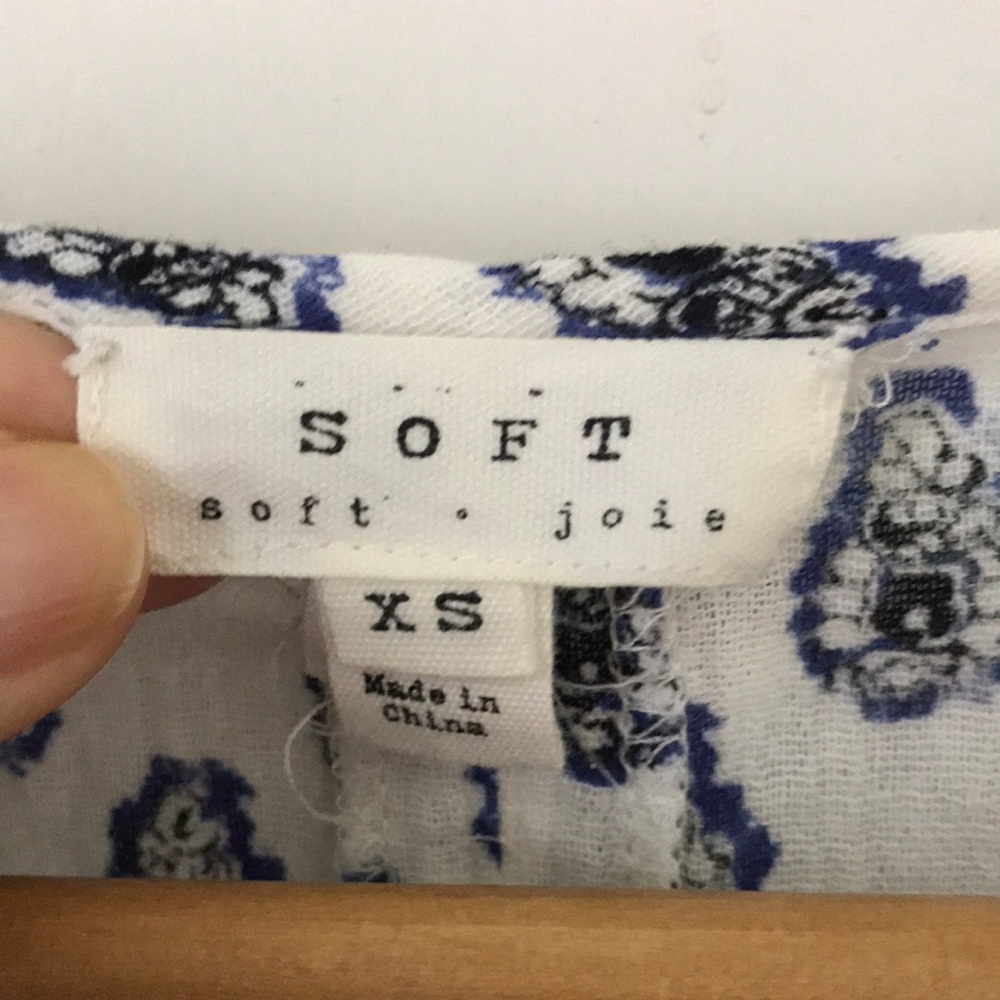 SOFT
soft • joie
XS
Made in
China